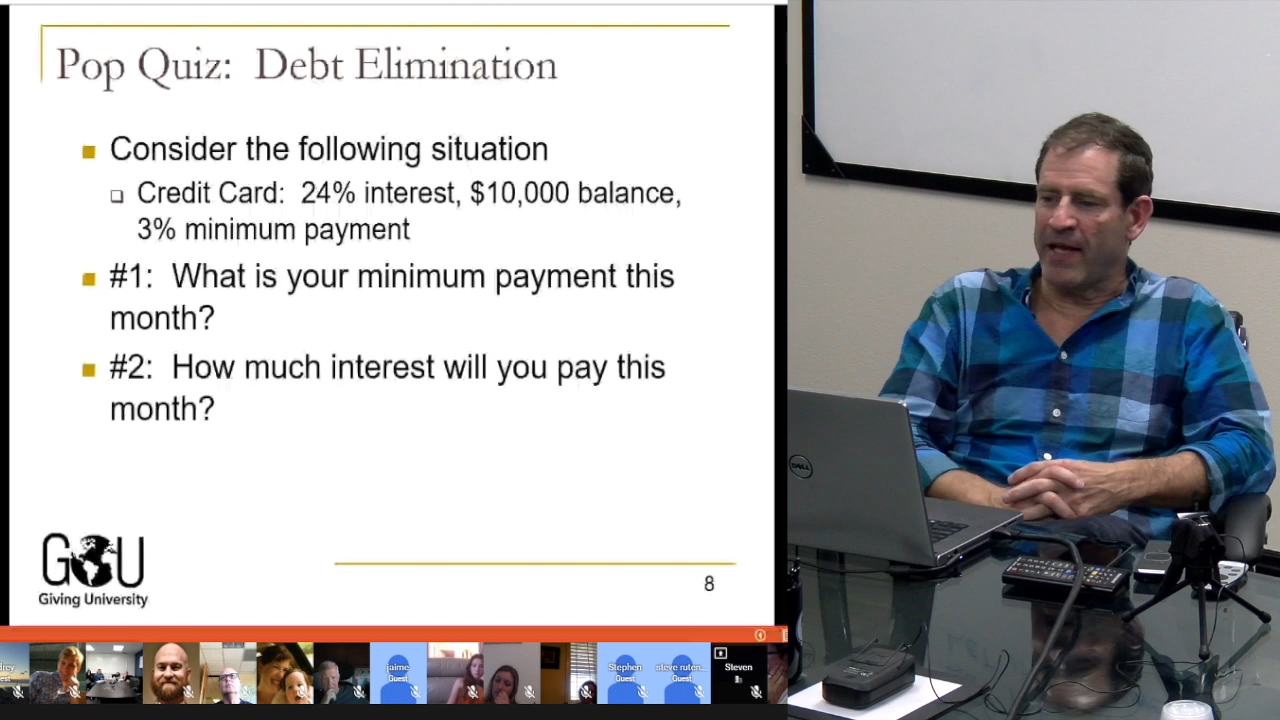 Pop Quiz: Debt Elimination
Consider the following situation
Credit Card: 24% interest, $10,000 balance,
3% minimum payment
#1: What is your minimum payment this
month?
#2: How much interest will you pay this
month?
GU
Giving University
8
DELL
jaime
Guest
Stephen
Guest
steve ruten...
Guest
Steven